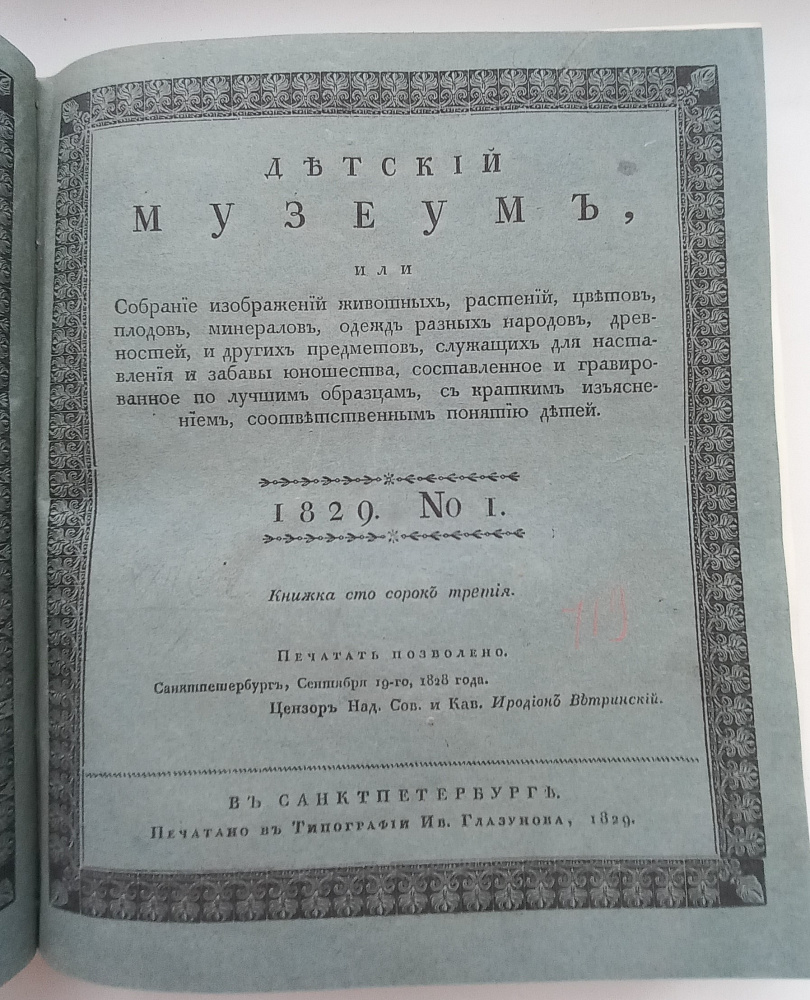 ДѢТСКІЙ
МУЗЕУМЪ,
или
Собраніе изображеній животныхъ, растеній, цвѣтовъ,
плодовъ, минераловъ, одеждъ разныхъ народовъ, древ-
ностей, и другихъ предметовъ, служащихъ для наста-
вленія и забавы юношества, составленное и гравиро-
ванное по лучшимъ образцамъ, съ краткимъ изъясне-
ніемъ, соотвѣтственнымъ понятію дѣтей.
1829. No 1.
Книжка сто сорокъ третія.
Печатать позволено.
Санктпетербургъ, Сентября 19-го, 1828 года.
Цензоръ Над. Сов. и Кав. Иродіонъ Вѣтринскій.
ВЪ САНКТПЕТЕРБУРГѢ.
Печатано въ Типографіи Ив. Глазунова, 1829.